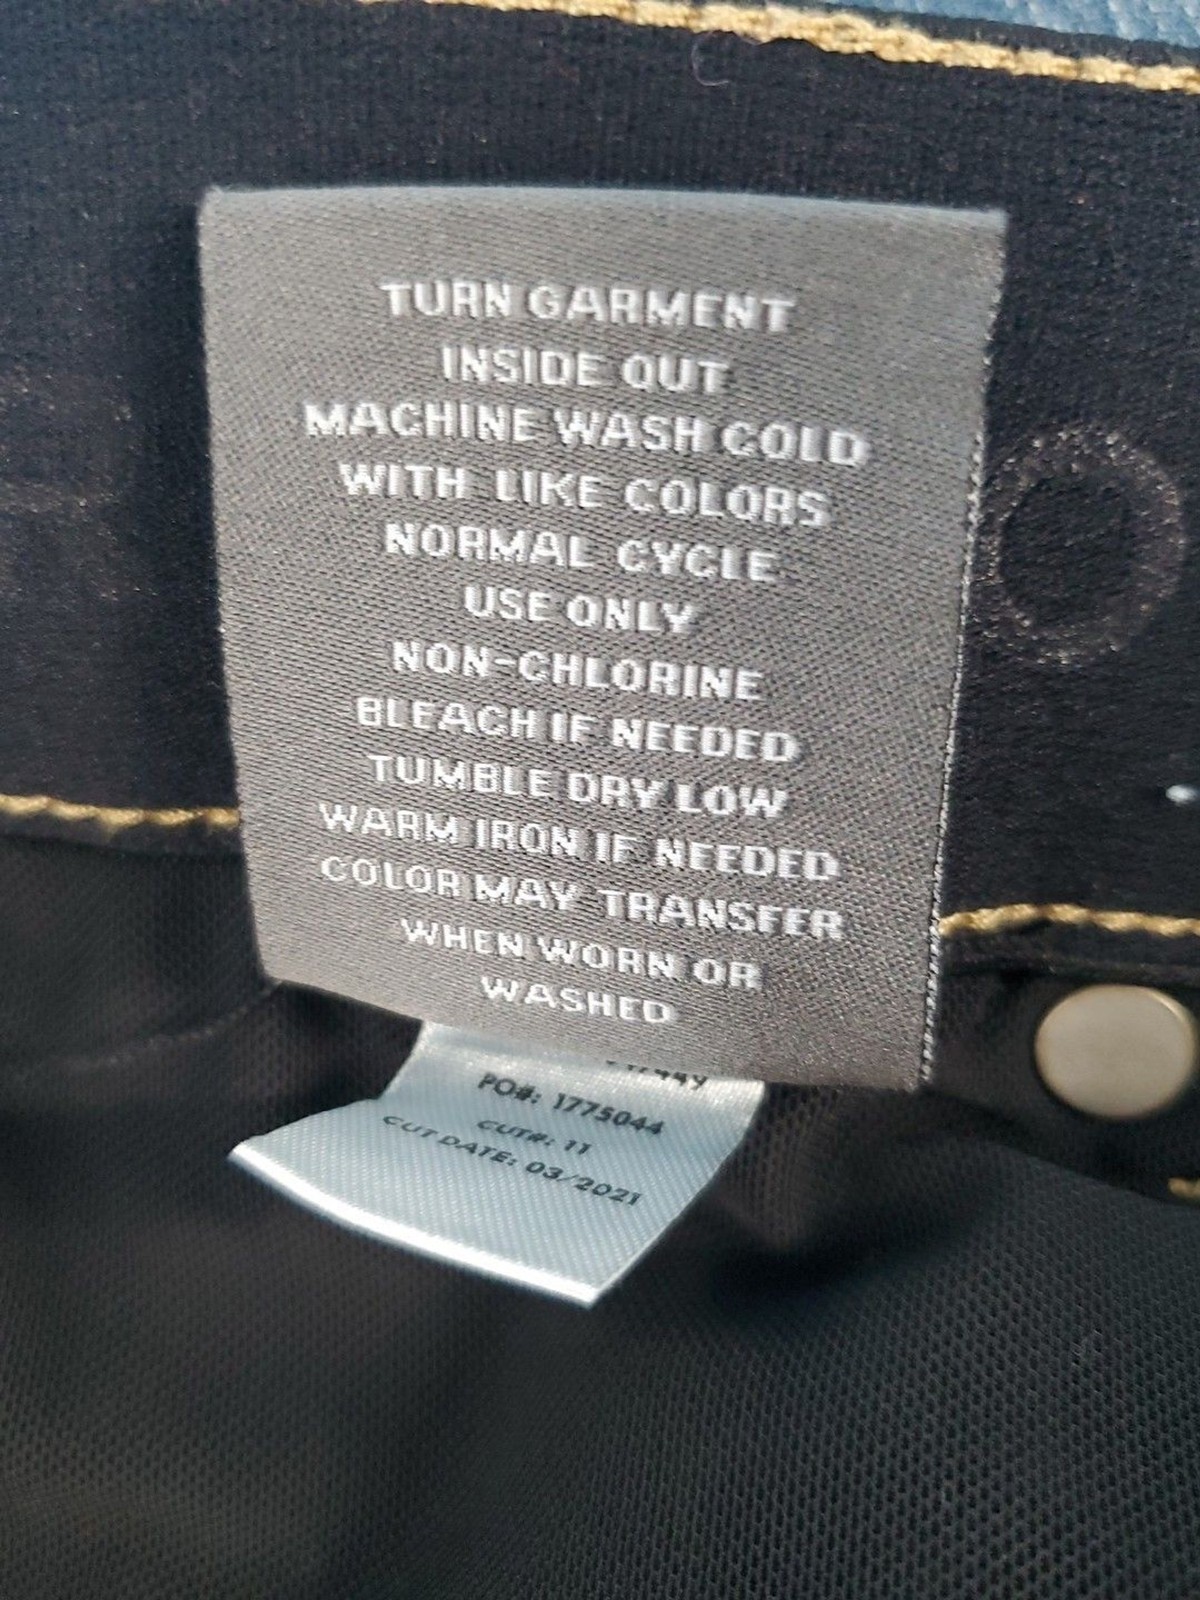 TURN GARMENT
INSIDE OUT
MACHINE WASH COLD
WITH LIKE COLORS
NORMAL CYCLE
USE ONLY
NON-CHLORINE
BLEACH IF NEEDED
TUMBLE DRY LOW
WARM IRON IF NEEDED
COLOR MAY TRANSFER
WHEN WORN OR
WASHED
PO#: 1775044
CUT#: 11
CUT DATE: 03/2021